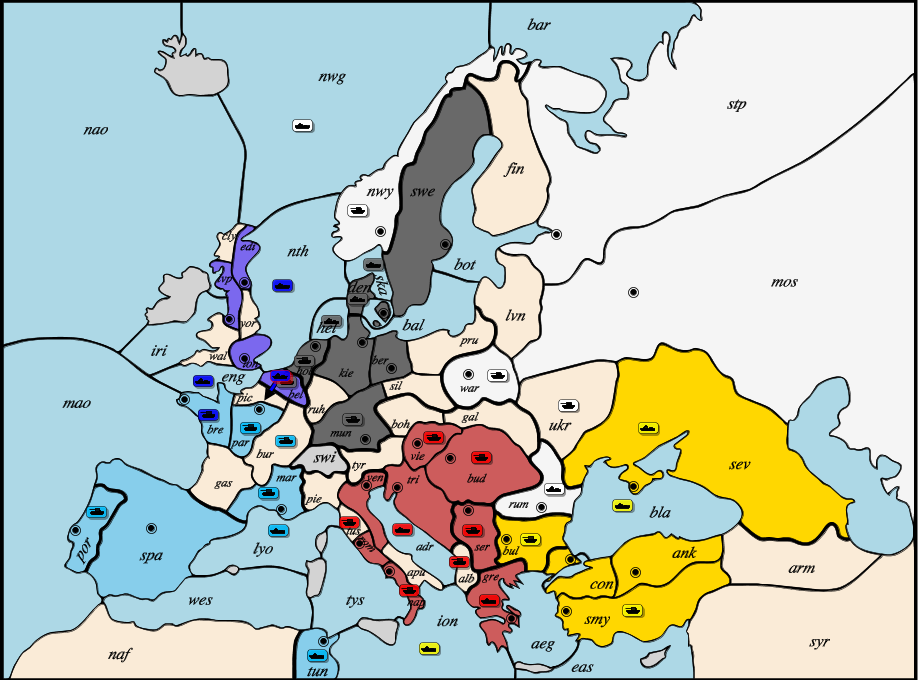 bar
nwg
stp
nao
fin
nwy
swe
cly
edi
nth
bot
ska
lvp
mos
den
lvn
hel
bal
yor
iri
wal
pru
lon
hol
ber
kie
war
eng
sil
bel
mao
pic
ruh
bre
boh
gal
ukr
par
mun
bur
vie
swi
tyr
sev
gas
mar
ven
tri
bud
pie
rum
bla
tus
por
spa
lyo
rom
adr
ser
bul
ank
apu
alb
gre
arm
con
wes
tys
nap
smy
ion
aeg
syr
naf
eas
tun